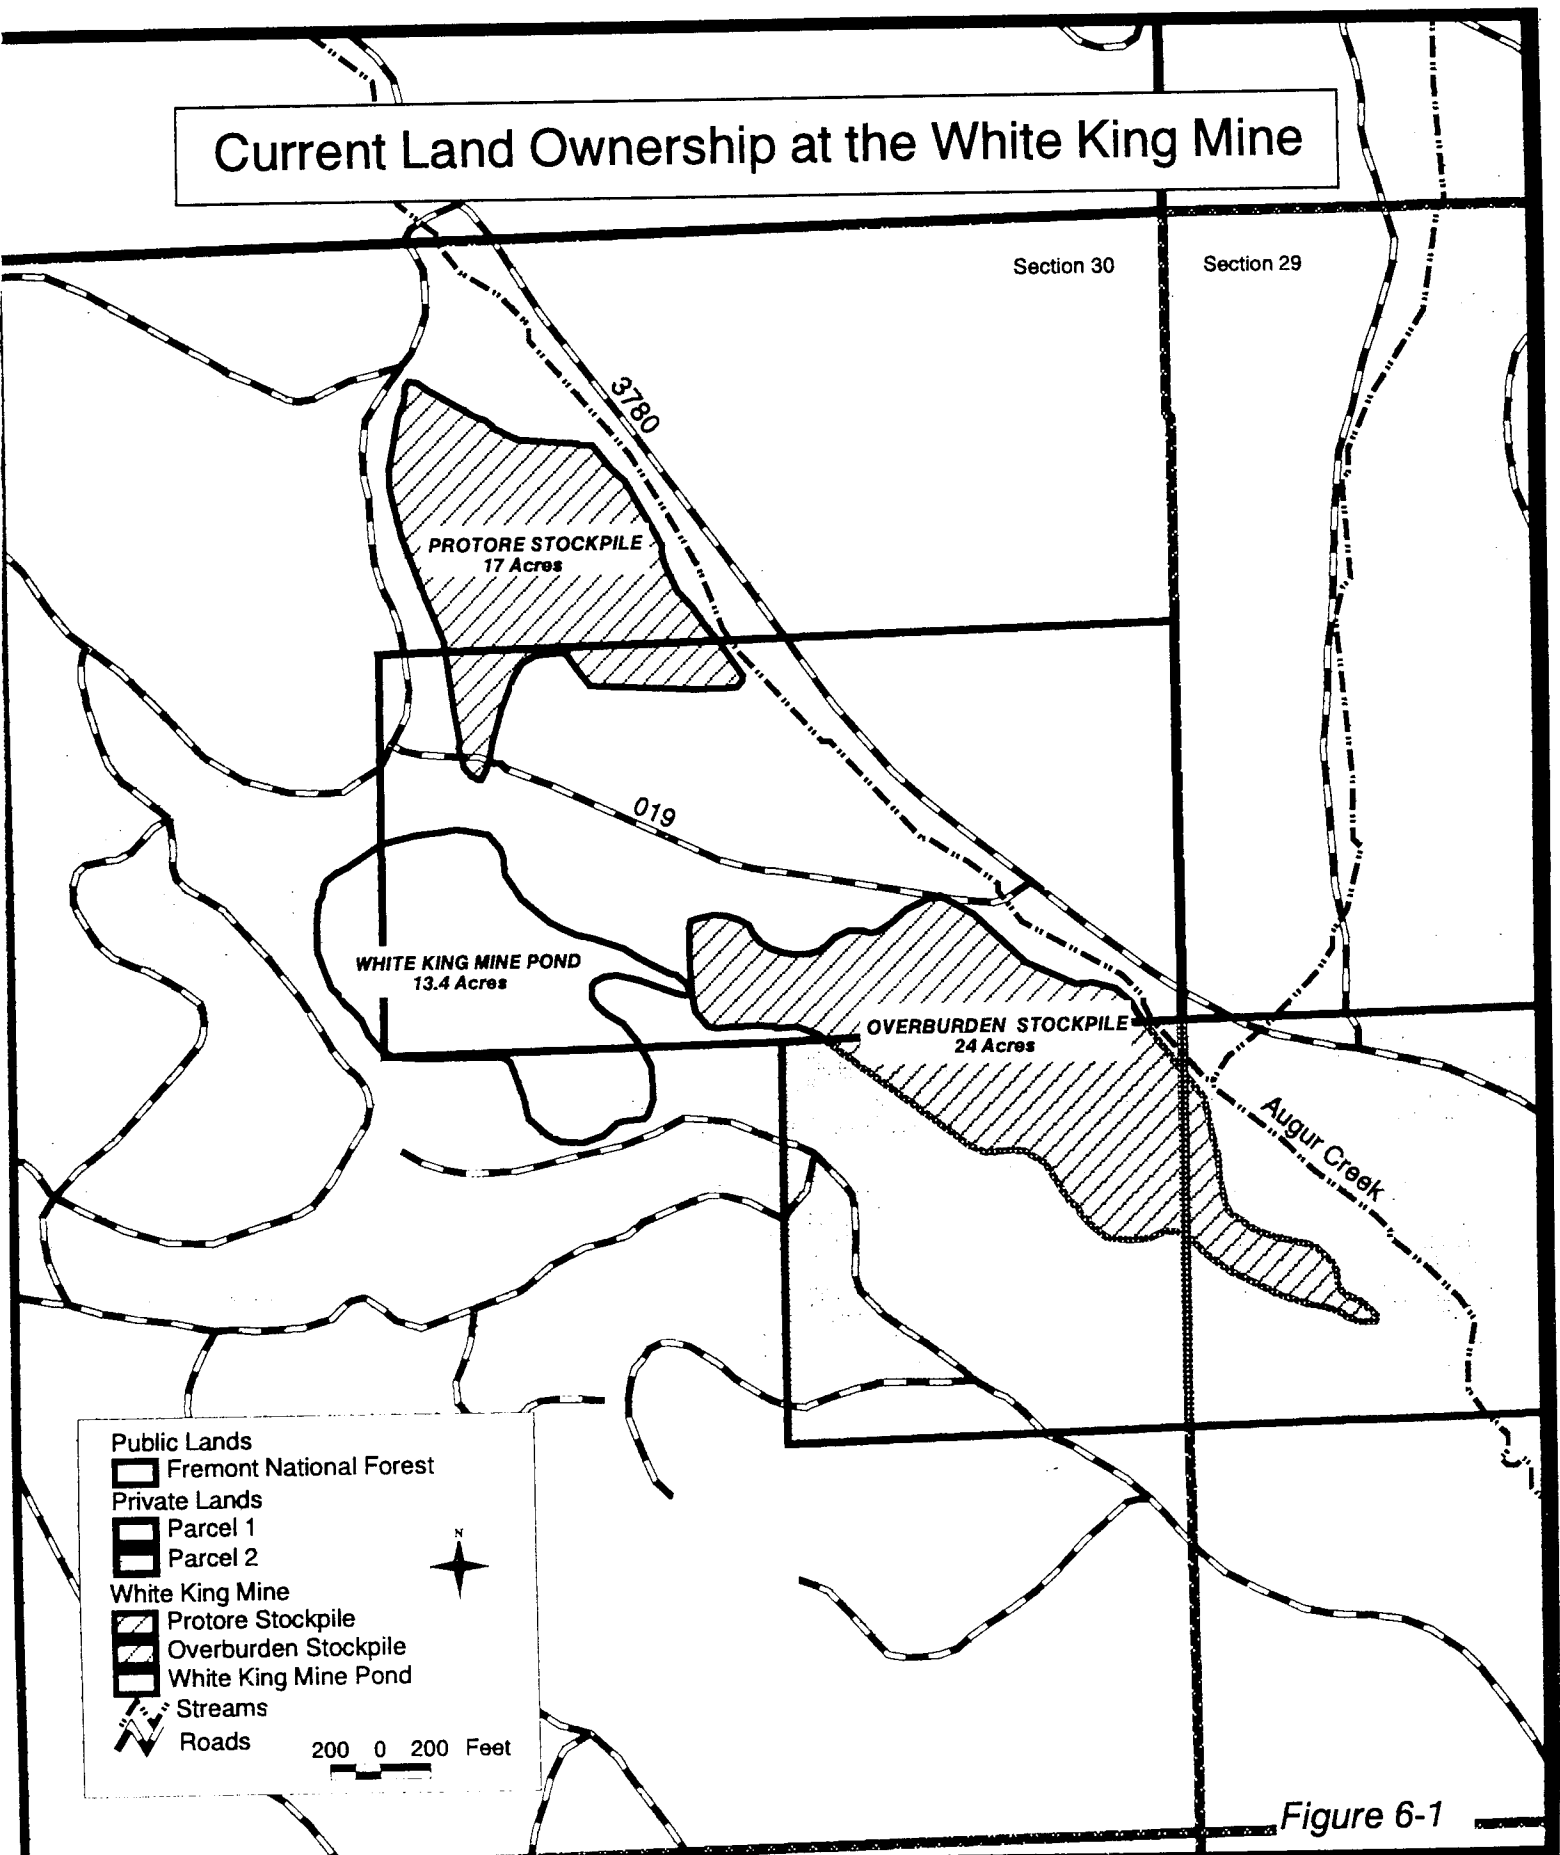 Current Land Ownership at the White King Mine
Section 30
Section 29
3780
PROTORE STOCKPILE
17 Acres
019
WHITE KING MINE POND
13.4 Acres
OVERBURDEN STOCKPILE
24 Acres
Augur Creek
Public Lands
Fremont National Forest
Private Lands
Parcel 1
Parcel 2
White King Mine
Protore Stockpile
Overburden Stockpile
White King Mine Pond
Streams
Roads
N
200 0 200 Feet
Figure 6-1